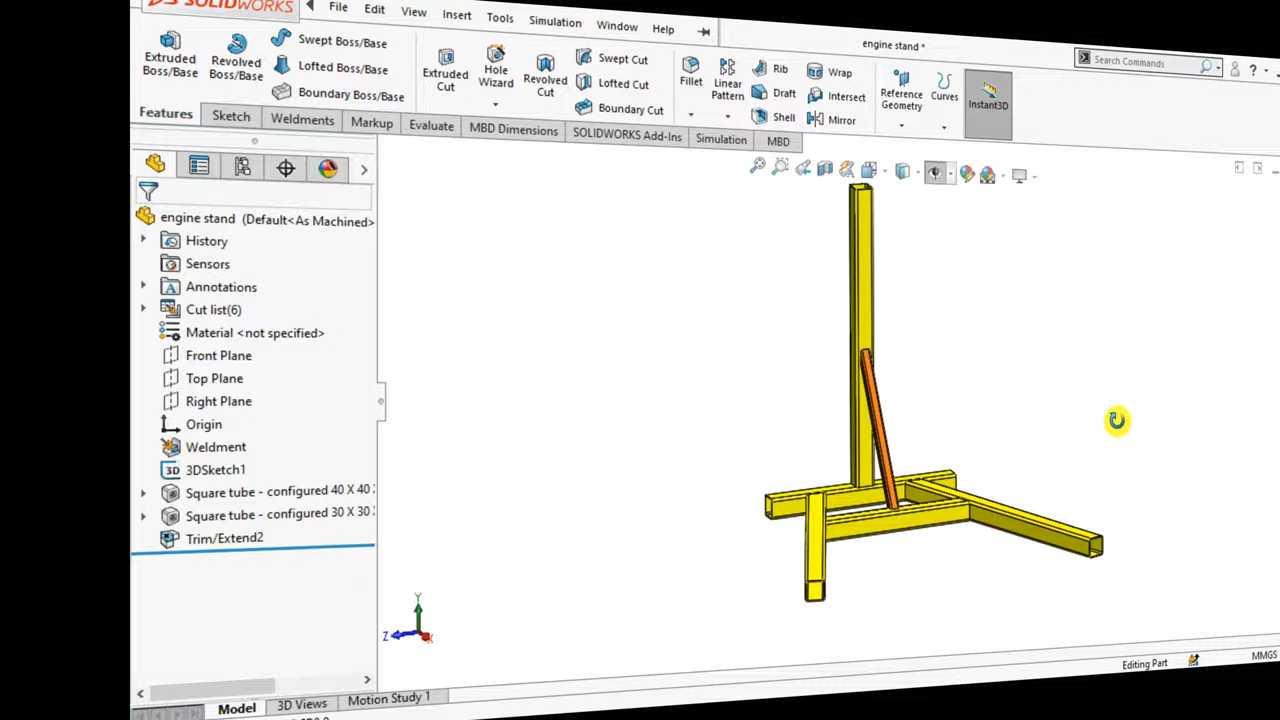 SOLIDWORKS
File Edit View Insert Tools Simulation Window Help
engine stand *
Search Commands
?
Extruded Boss/Base
Revolved Boss/Base
Swept Boss/Base
Lofted Boss/Base
Boundary Boss/Base
Extruded Cut
Hole Wizard
Revolved Cut
Swept Cut
Lofted Cut
Boundary Cut
Fillet
Linear Pattern
Rib
Draft
Shell
Wrap
Intersect
Mirror
Reference Geometry
Curves
Instant3D
Features Sketch Weldments Markup Evaluate MBD Dimensions SOLIDWORKS Add-Ins Simulation MBD
engine stand (Default<As Machined>
History
Sensors
A Annotations
Cut list(6)
Material <not specified>
Front Plane
Top Plane
Right Plane
Origin
Weldment
3D 3DSketch1
Square tube - configured 40 X 40
Square tube - configured 30 X 30
Trim/Extend2
Y
Z X
Editing Part MMGS
Model 3D Views Motion Study 1